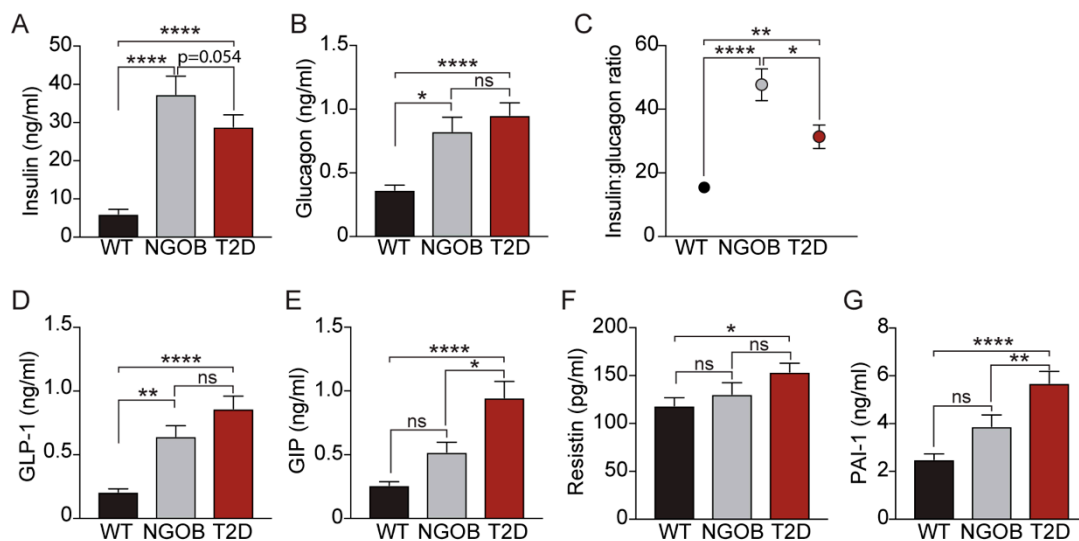 A
Insulin (ng/ml)
50
40
30
20
10
0
****
****
p=0.054
WT NGOB T2D
B
Glucagon (ng/ml)
1.5
1.0
0.5
0
****
*
ns
WT NGOB T2D
C
Insulin:glucagon ratio
60
40
20
0
**
****
*
WT NGOB T2D
D
GLP-1 (ng/ml)
1.5
1.0
0.5
0
****
**
ns
WT NGOB T2D
E
GIP (ng/ml)
1.5
1.0
0.5
0
****
*
ns
WT NGOB T2D
F
Resistin (pg/ml)
200
150
100
50
0
*
ns
ns
WT NGOB T2D
G
PAI-1 (ng/ml)
8
6
4
2
0
****
**
ns
WT NGOB T2D